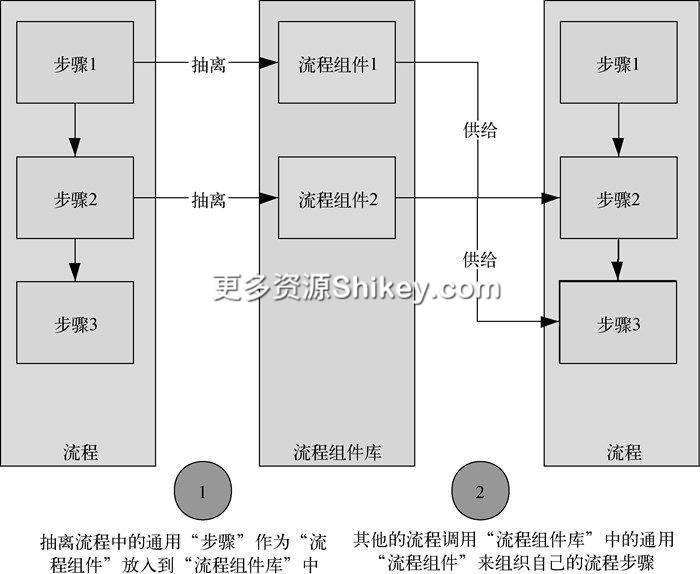 步骤1
抽离
流程组件1
步骤1
供给
步骤2
抽离
流程组件2
步骤2
供给
更多资源Shikey.com
步骤3
步骤3
流程
流程组件库
流程
1
2
抽离流程中的通用“步骤”作为“流
程组件”放入到“流程组件库”中
其他的流程调用“流程组件库”中的通用
“流程组件”来组织自己的流程步骤